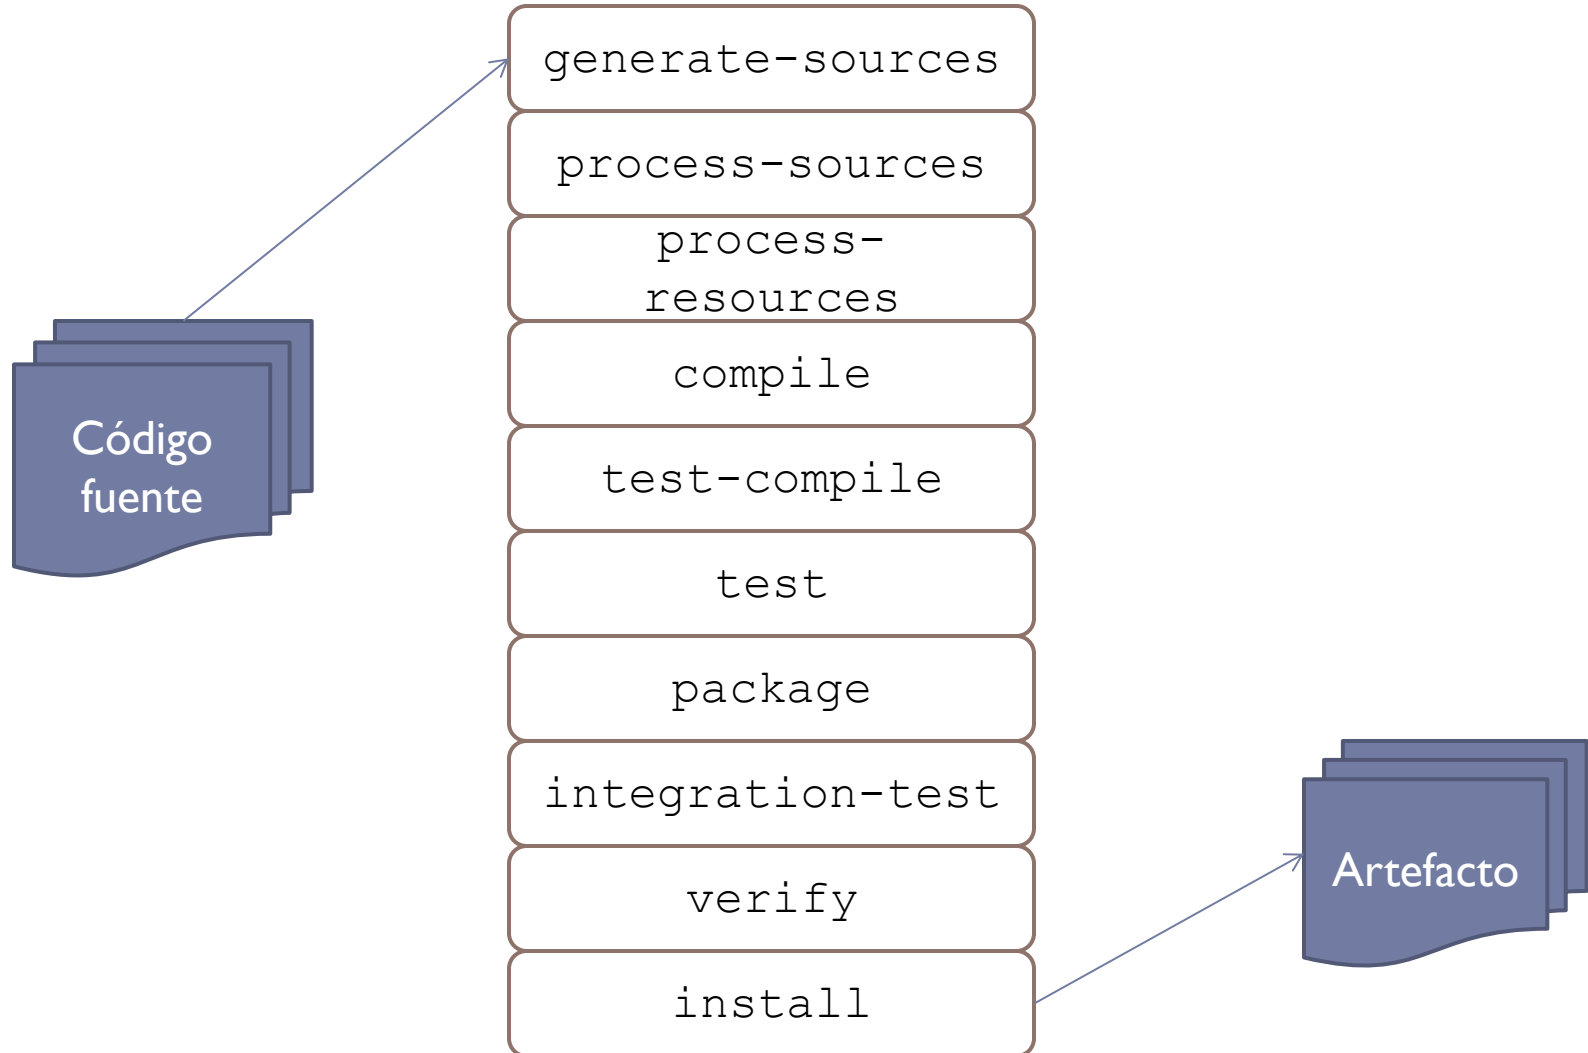 generate-sources
process-sources
process-
resources
compile
Código
fuente
test-compile
test
package
integration-test
Artefacto
verify
install